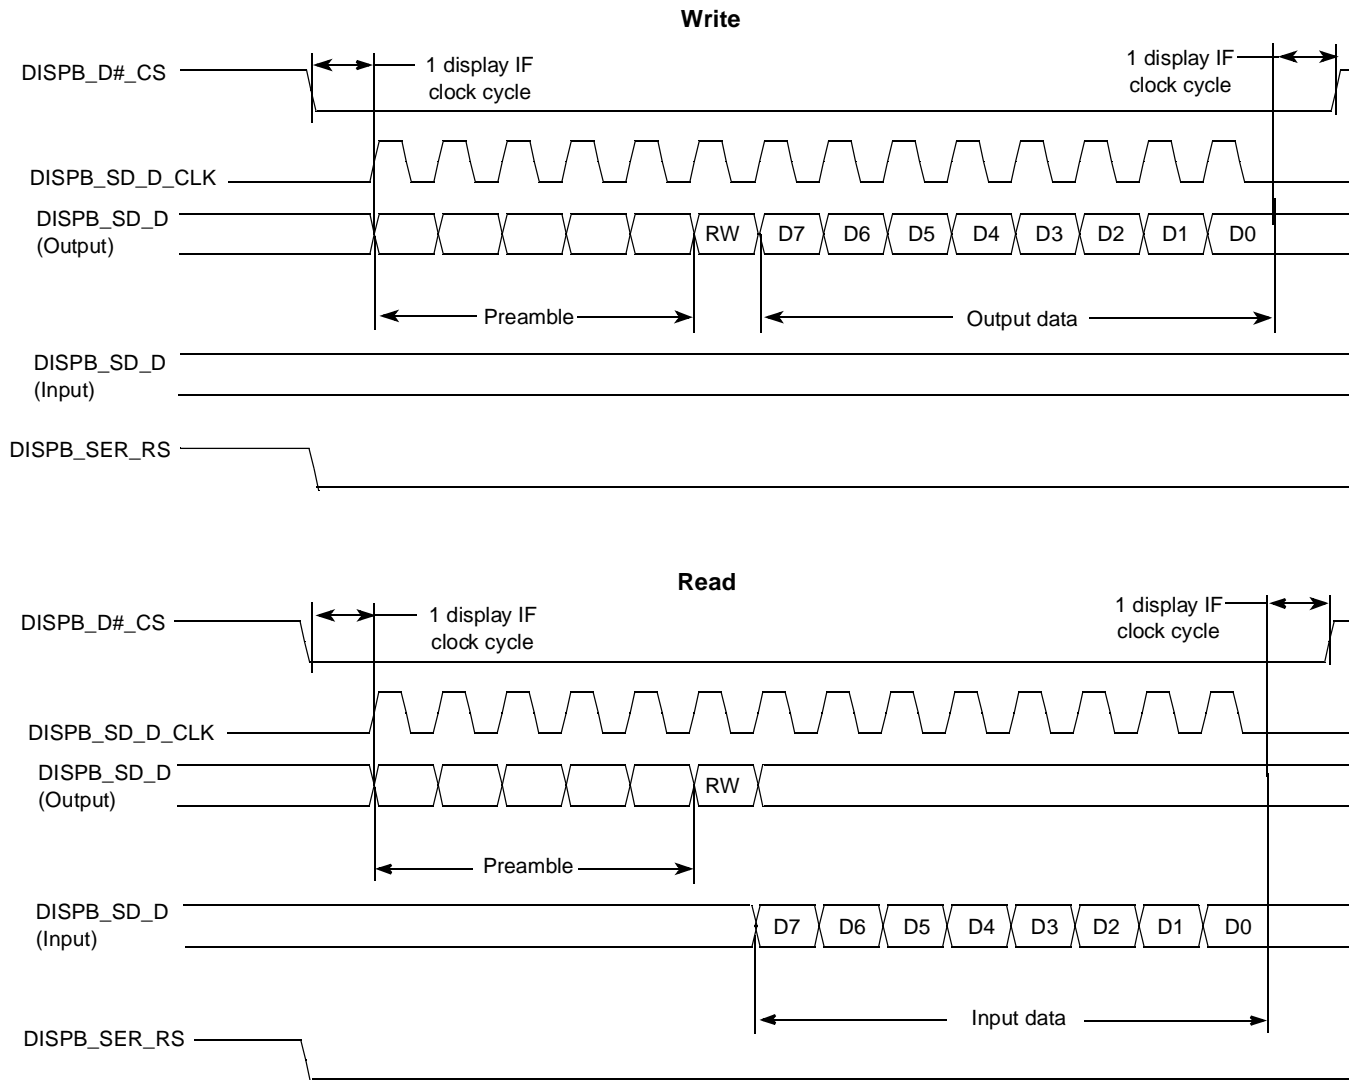 Write
DISPB_D#_CS
1 display IF
clock cycle
1 display IF
clock cycle
DISPB_SD_D_CLK
DISPB_SD_D
(Output)
RW D7 D6 D5 D4 D3 D2 D1 D0
Preamble
Output data
DISPB_SD_D
(Input)
DISPB_SER_RS
Read
DISPB_D#_CS
1 display IF
clock cycle
1 display IF
clock cycle
DISPB_SD_D_CLK
DISPB_SD_D
(Output)
RW
Preamble
DISPB_SD_D
(Input)
D7 D6 D5 D4 D3 D2 D1 D0
Input data
DISPB_SER_RS